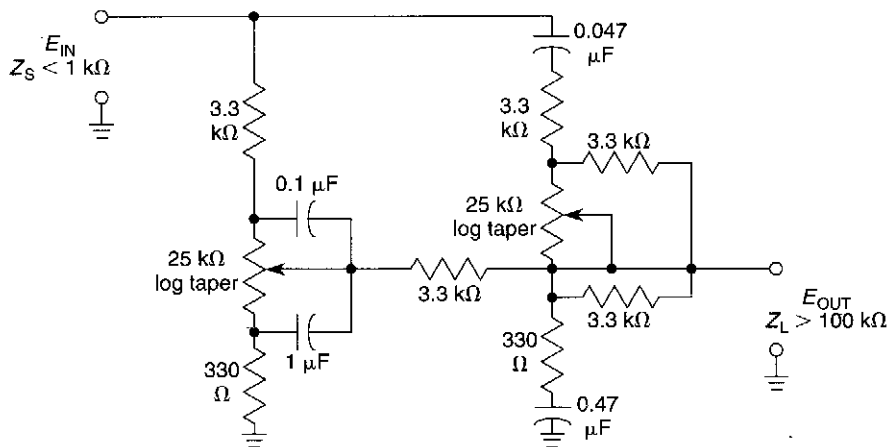 0.047
μF
E_IN
Z_S < 1 kΩ
3.3
kΩ
3.3
kΩ
3.3 kΩ
0.1 μF
25 kΩ
log taper
25 kΩ
log taper
3.3 kΩ
3.3 kΩ
E_OUT
Z_L > 100 kΩ
330
Ω
1 μF
330
Ω
0.47
μF